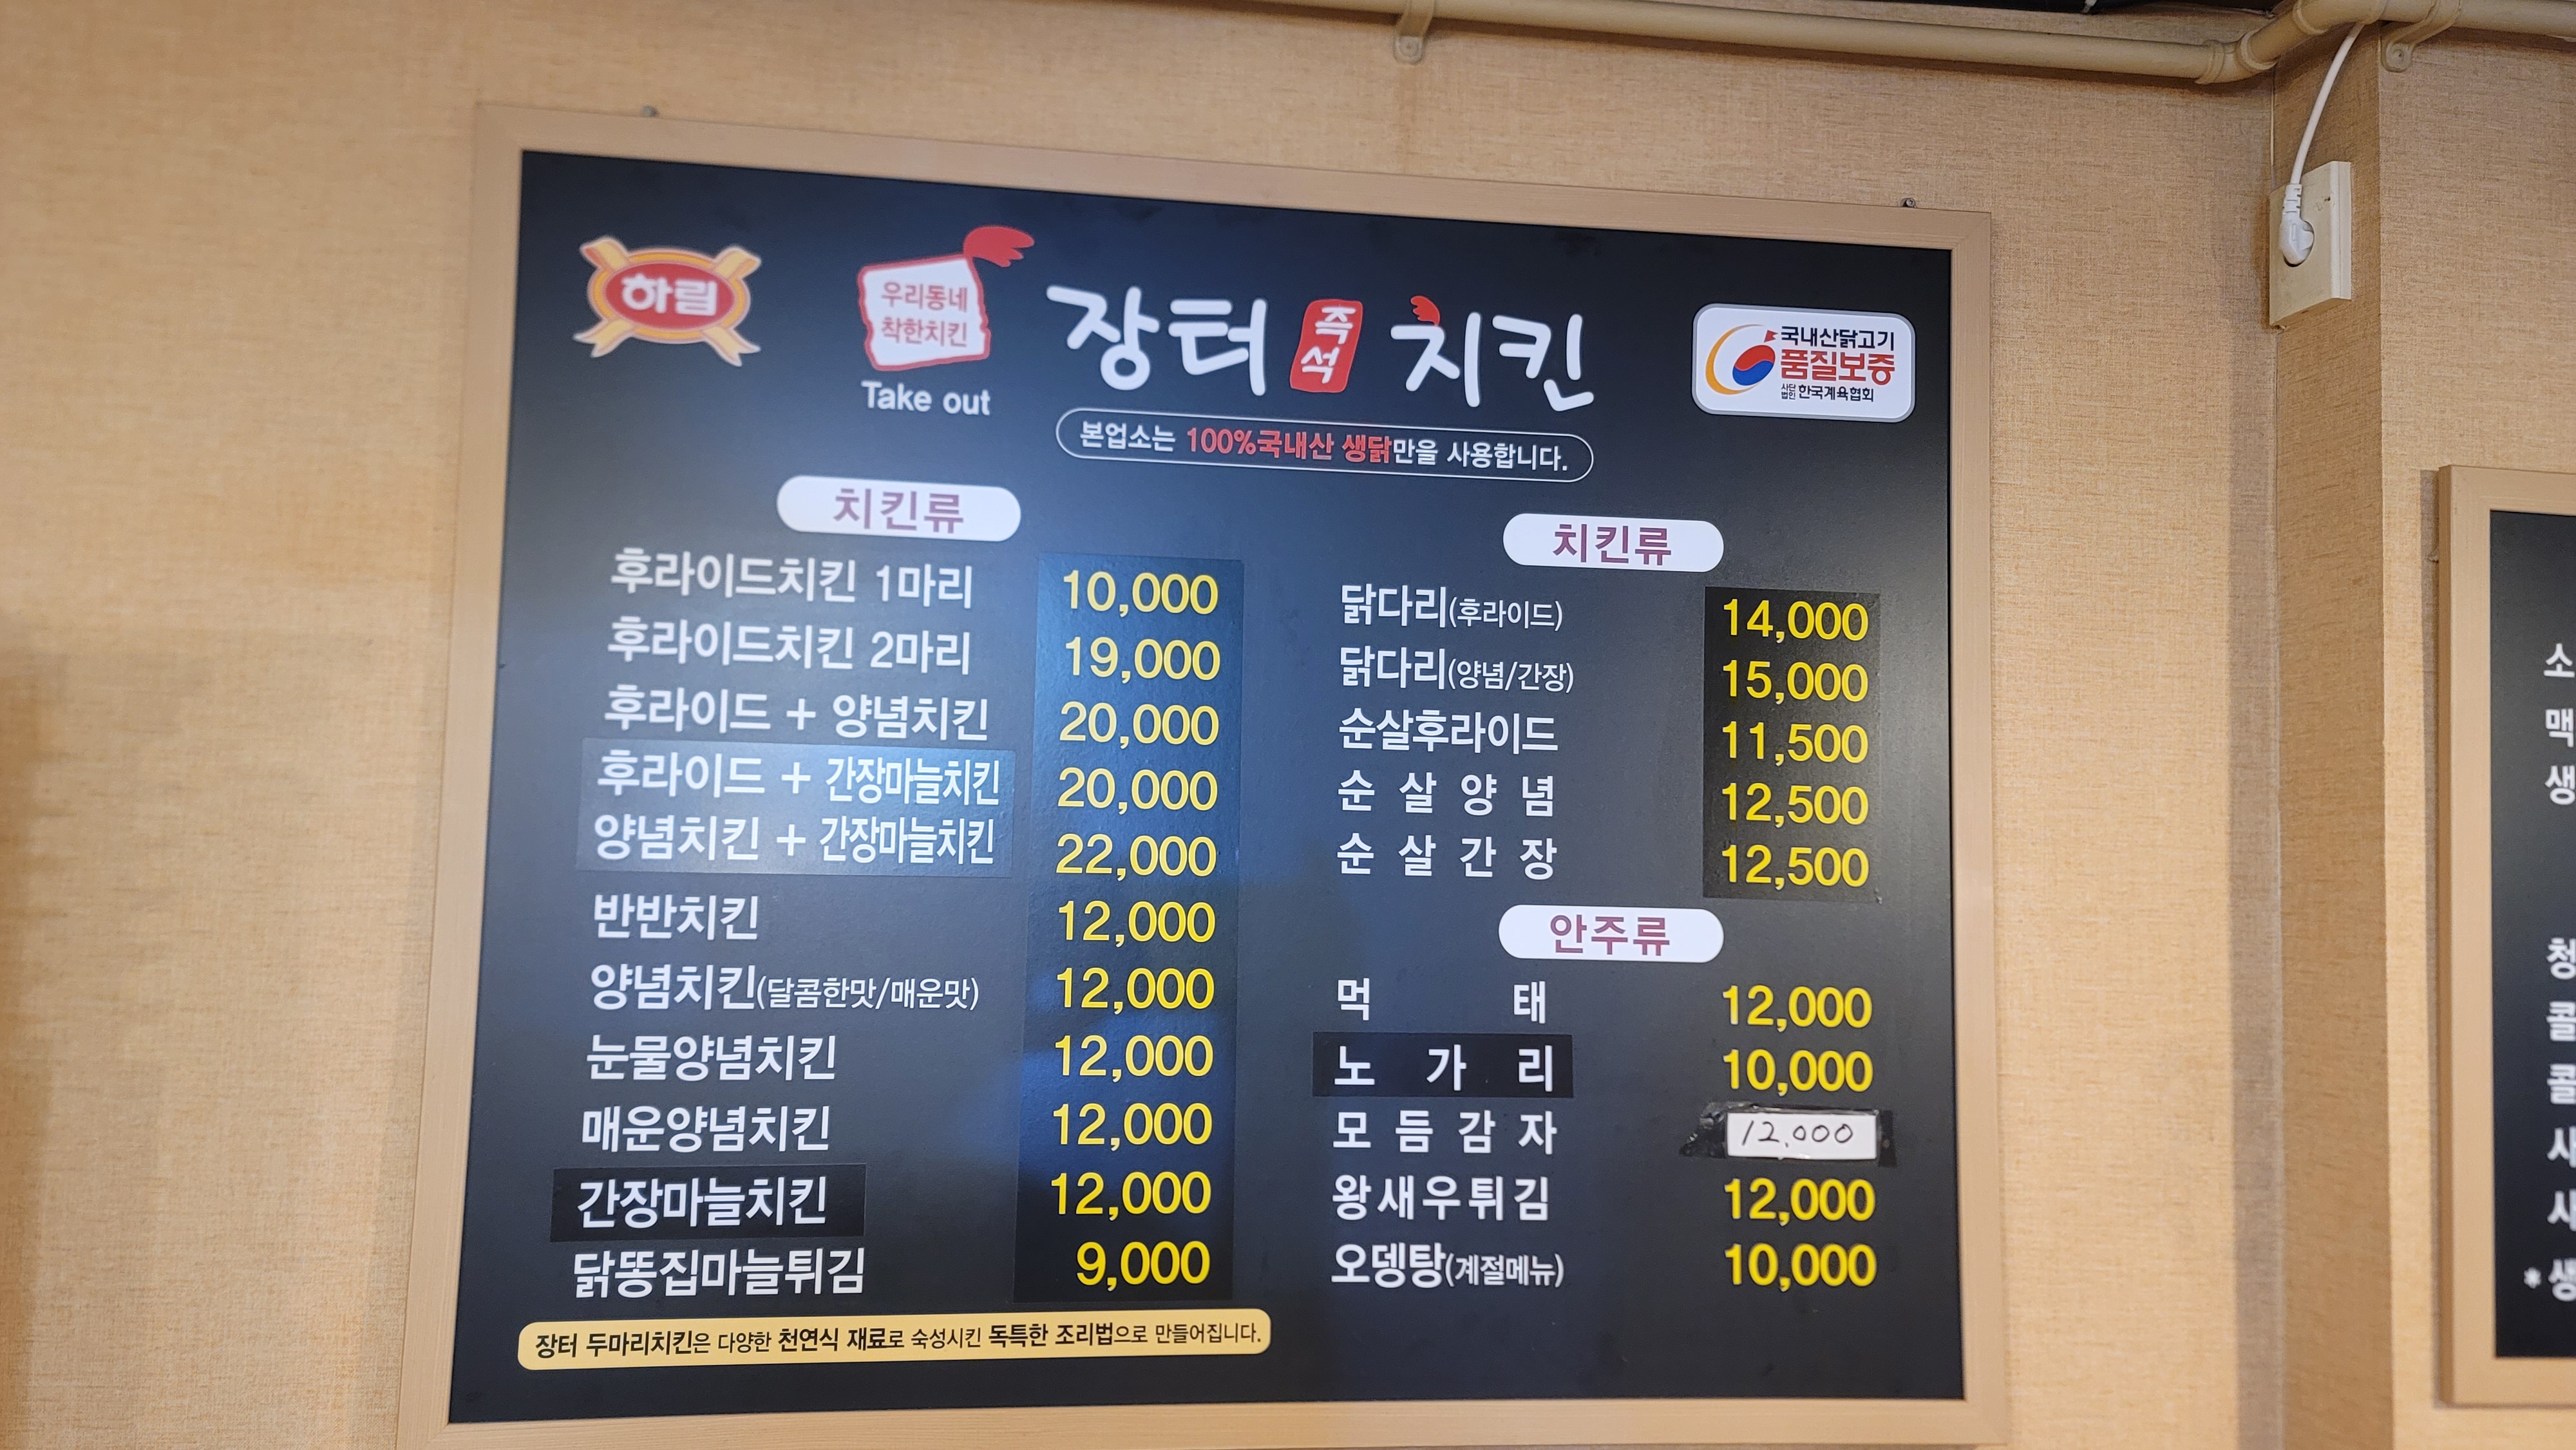 하림
우리동네
착한치킨
Take out
장터 즉석 치킨
국내산닭고기
품질보증
사단법인 한국계육협회
본업소는 100%국내산 생닭만을 사용합니다.
치킨류
후라이드치킨 1마리 10,000
후라이드치킨 2마리 19,000
후라이드 + 양념치킨 20,000
후라이드 + 간장마늘치킨 20,000
양념치킨 + 간장마늘치킨 22,000
반반치킨 12,000
양념치킨(달콤한맛/매운맛) 12,000
눈물양념치킨 12,000
매운양념치킨 12,000
간장마늘치킨 12,000
닭똥집마늘튀김 9,000
장터 두마리치킨은 다양한 천연식 재료로 숙성시킨 독특한 조리법으로 만들어집니다.
치킨류
닭다리(후라이드) 14,000
닭다리(양념/간장) 15,000
순살후라이드 11,500
순 살 양 념 12,500
순 살 간 장 12,500
안주류
먹 태 12,000
노 가 리 10,000
모 듬 감 자 12,000
왕새우튀김 12,000
오뎅탕(계절메뉴) 10,000
소
맥
생
청
콜
콜
사
사
* 생